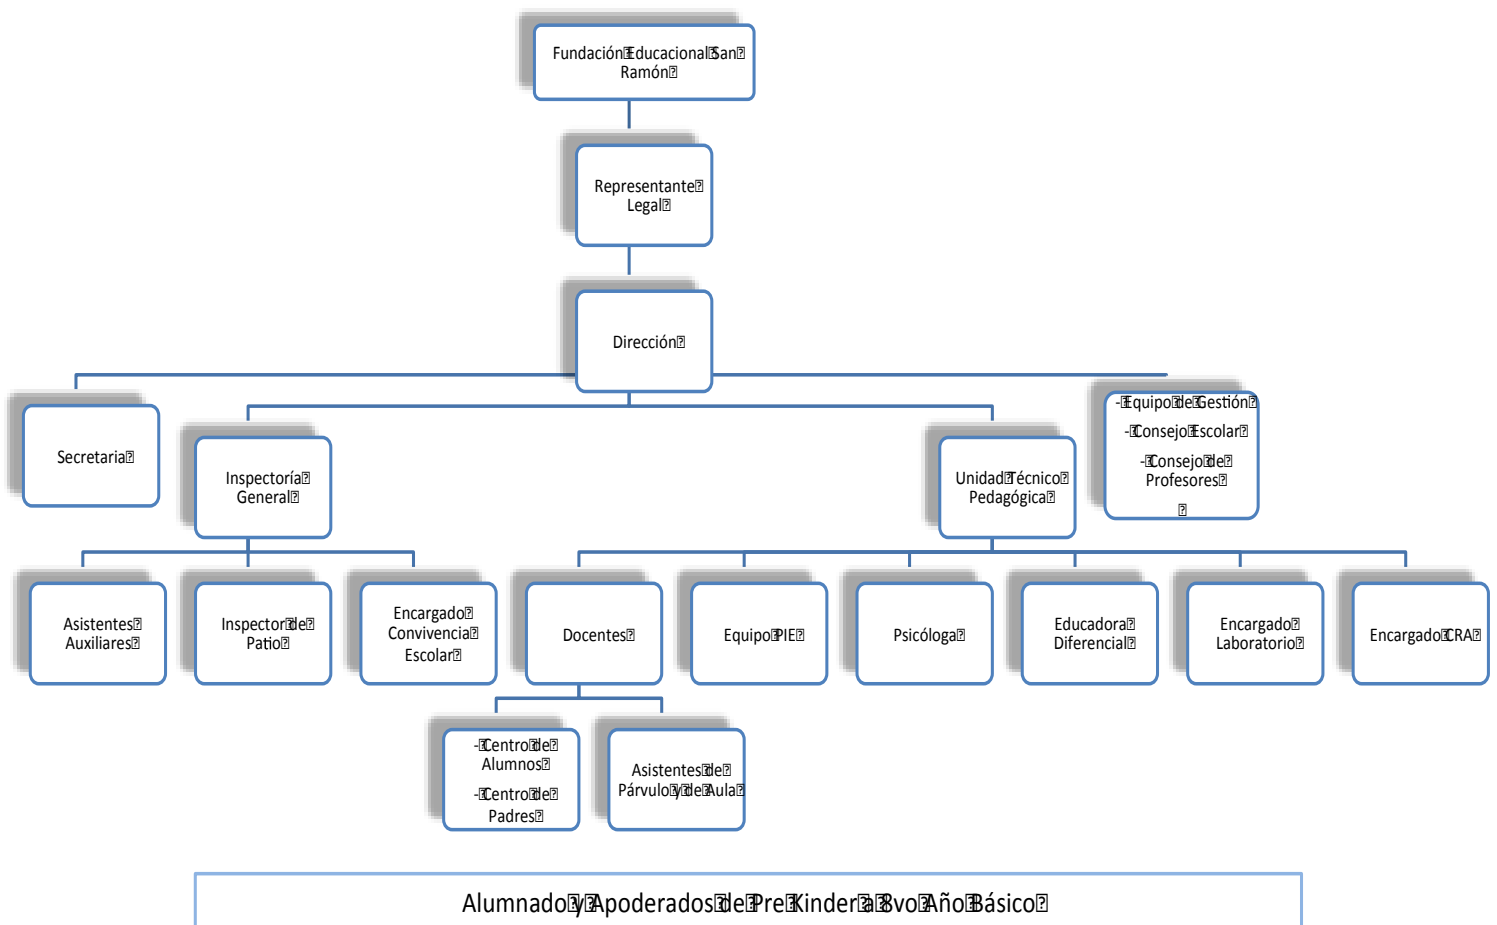 Fundación Educacional San
Ramón
Representante
Legal
Dirección
Secretaria
Inspectoría
General
Unidad Técnico
Pedagógica
- Equipo de Gestión
- Consejo Escolar
- Consejo de
Profesores
Asistentes
Auxiliares
Inspector de
Patio
Encargado
Convivencia
Escolar
Docentes
Equipo PIE
Psicóloga
Educadora
Diferencial
Encargado
Laboratorio
Encargado CRA
- Centro de
Alumnos
- Centro de
Padres
Asistentes de
Párvulo y de Aula
Alumnado y Apoderados de Pre Kinder a 8vo Año Básico